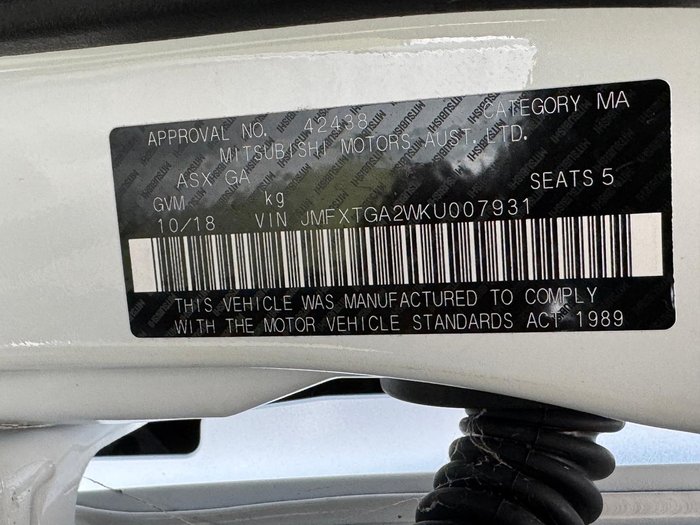 APPROVAL NO. 42438 CATEGORY MA
MITSUBISHI MOTORS AUST. LTD.
ASX GA SEATS 5
GVM kg
10/18 VIN JMFXTGA2WKU007931
THIS VEHICLE WAS MANUFACTURED TO COMPLY
WITH THE MOTOR VEHICLE STANDARDS ACT 1989